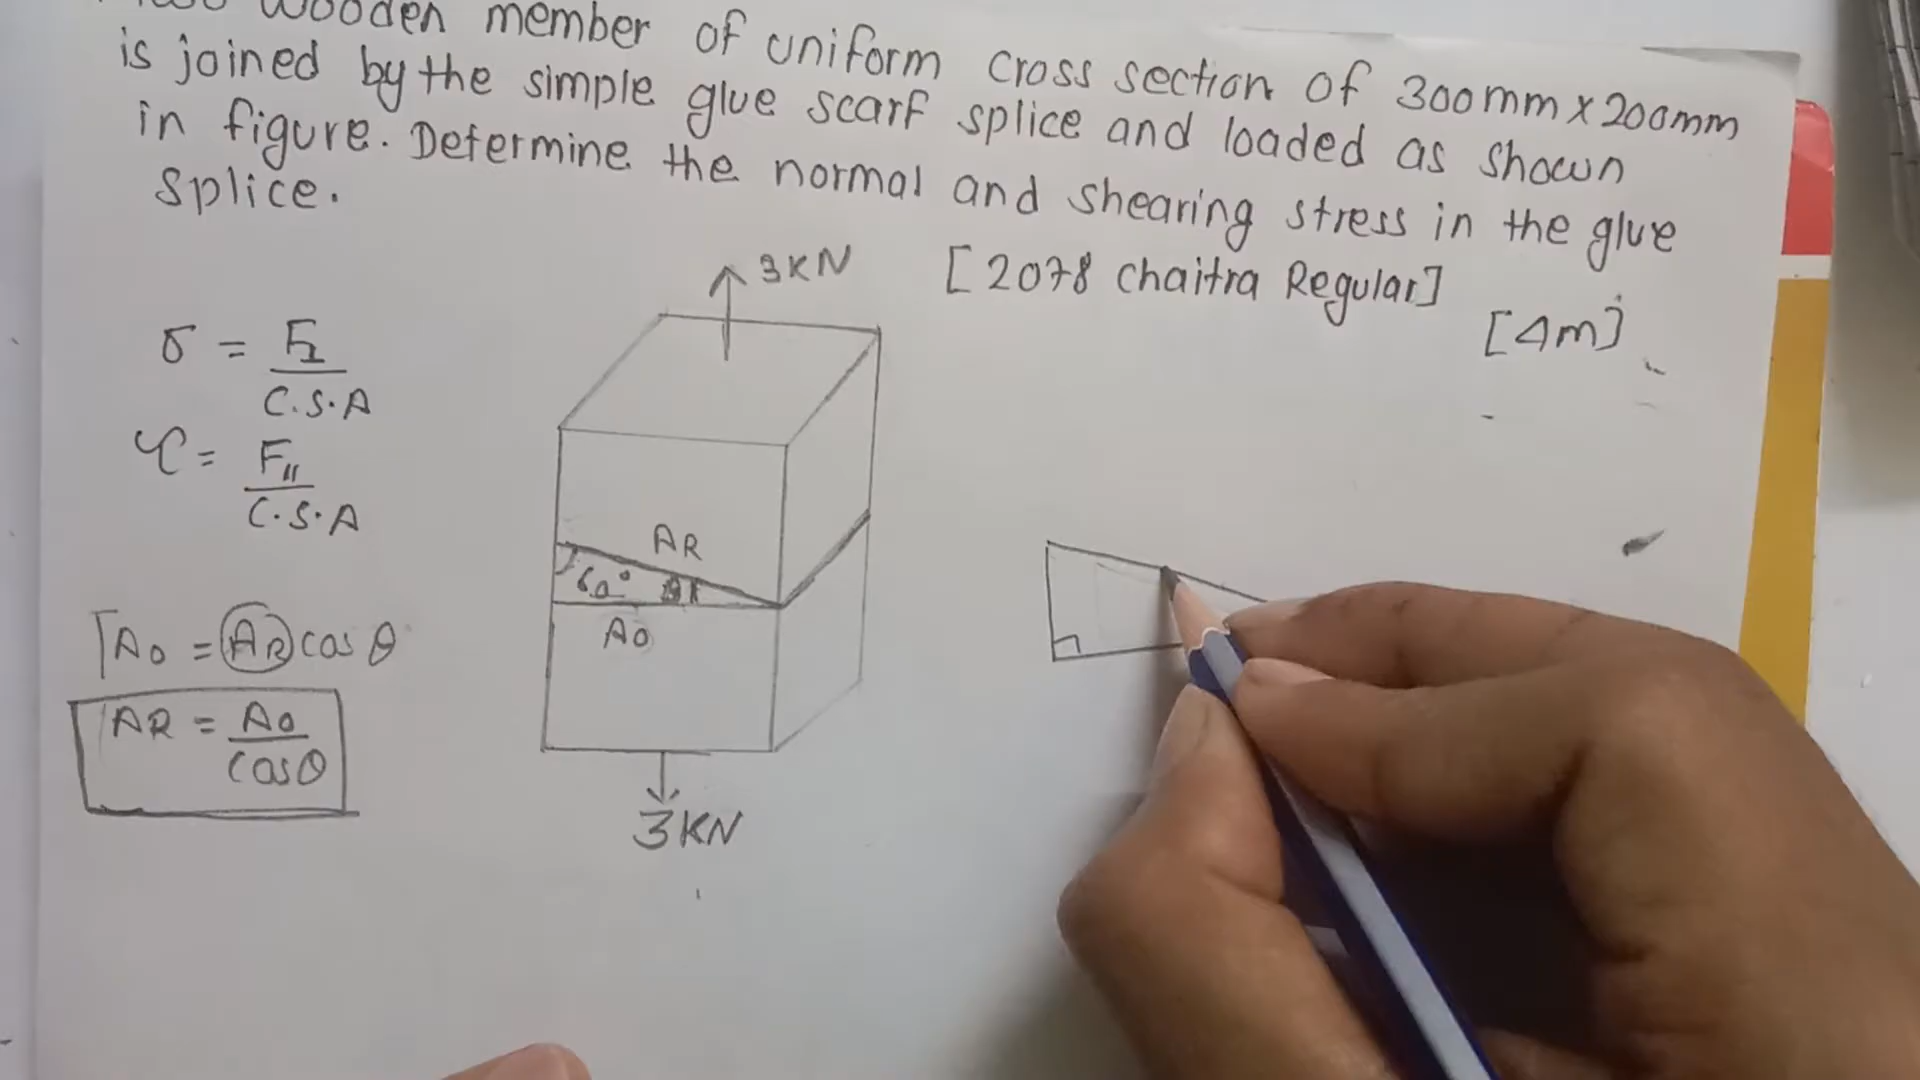 wooden member of uniform cross section of 300mm x 200mm
is joined by the simple glue scarf splice and loaded as shown
in figure. Determine the normal and shearing stress in the glue
splice.
[2078 Chaitra Regular]
[4m]
3KN
σ = F⊥
C.S.A
τ = F॥
C.S.A
AR
60°
A0
A0 = AR cos θ
AR = A0
cosθ
3KN